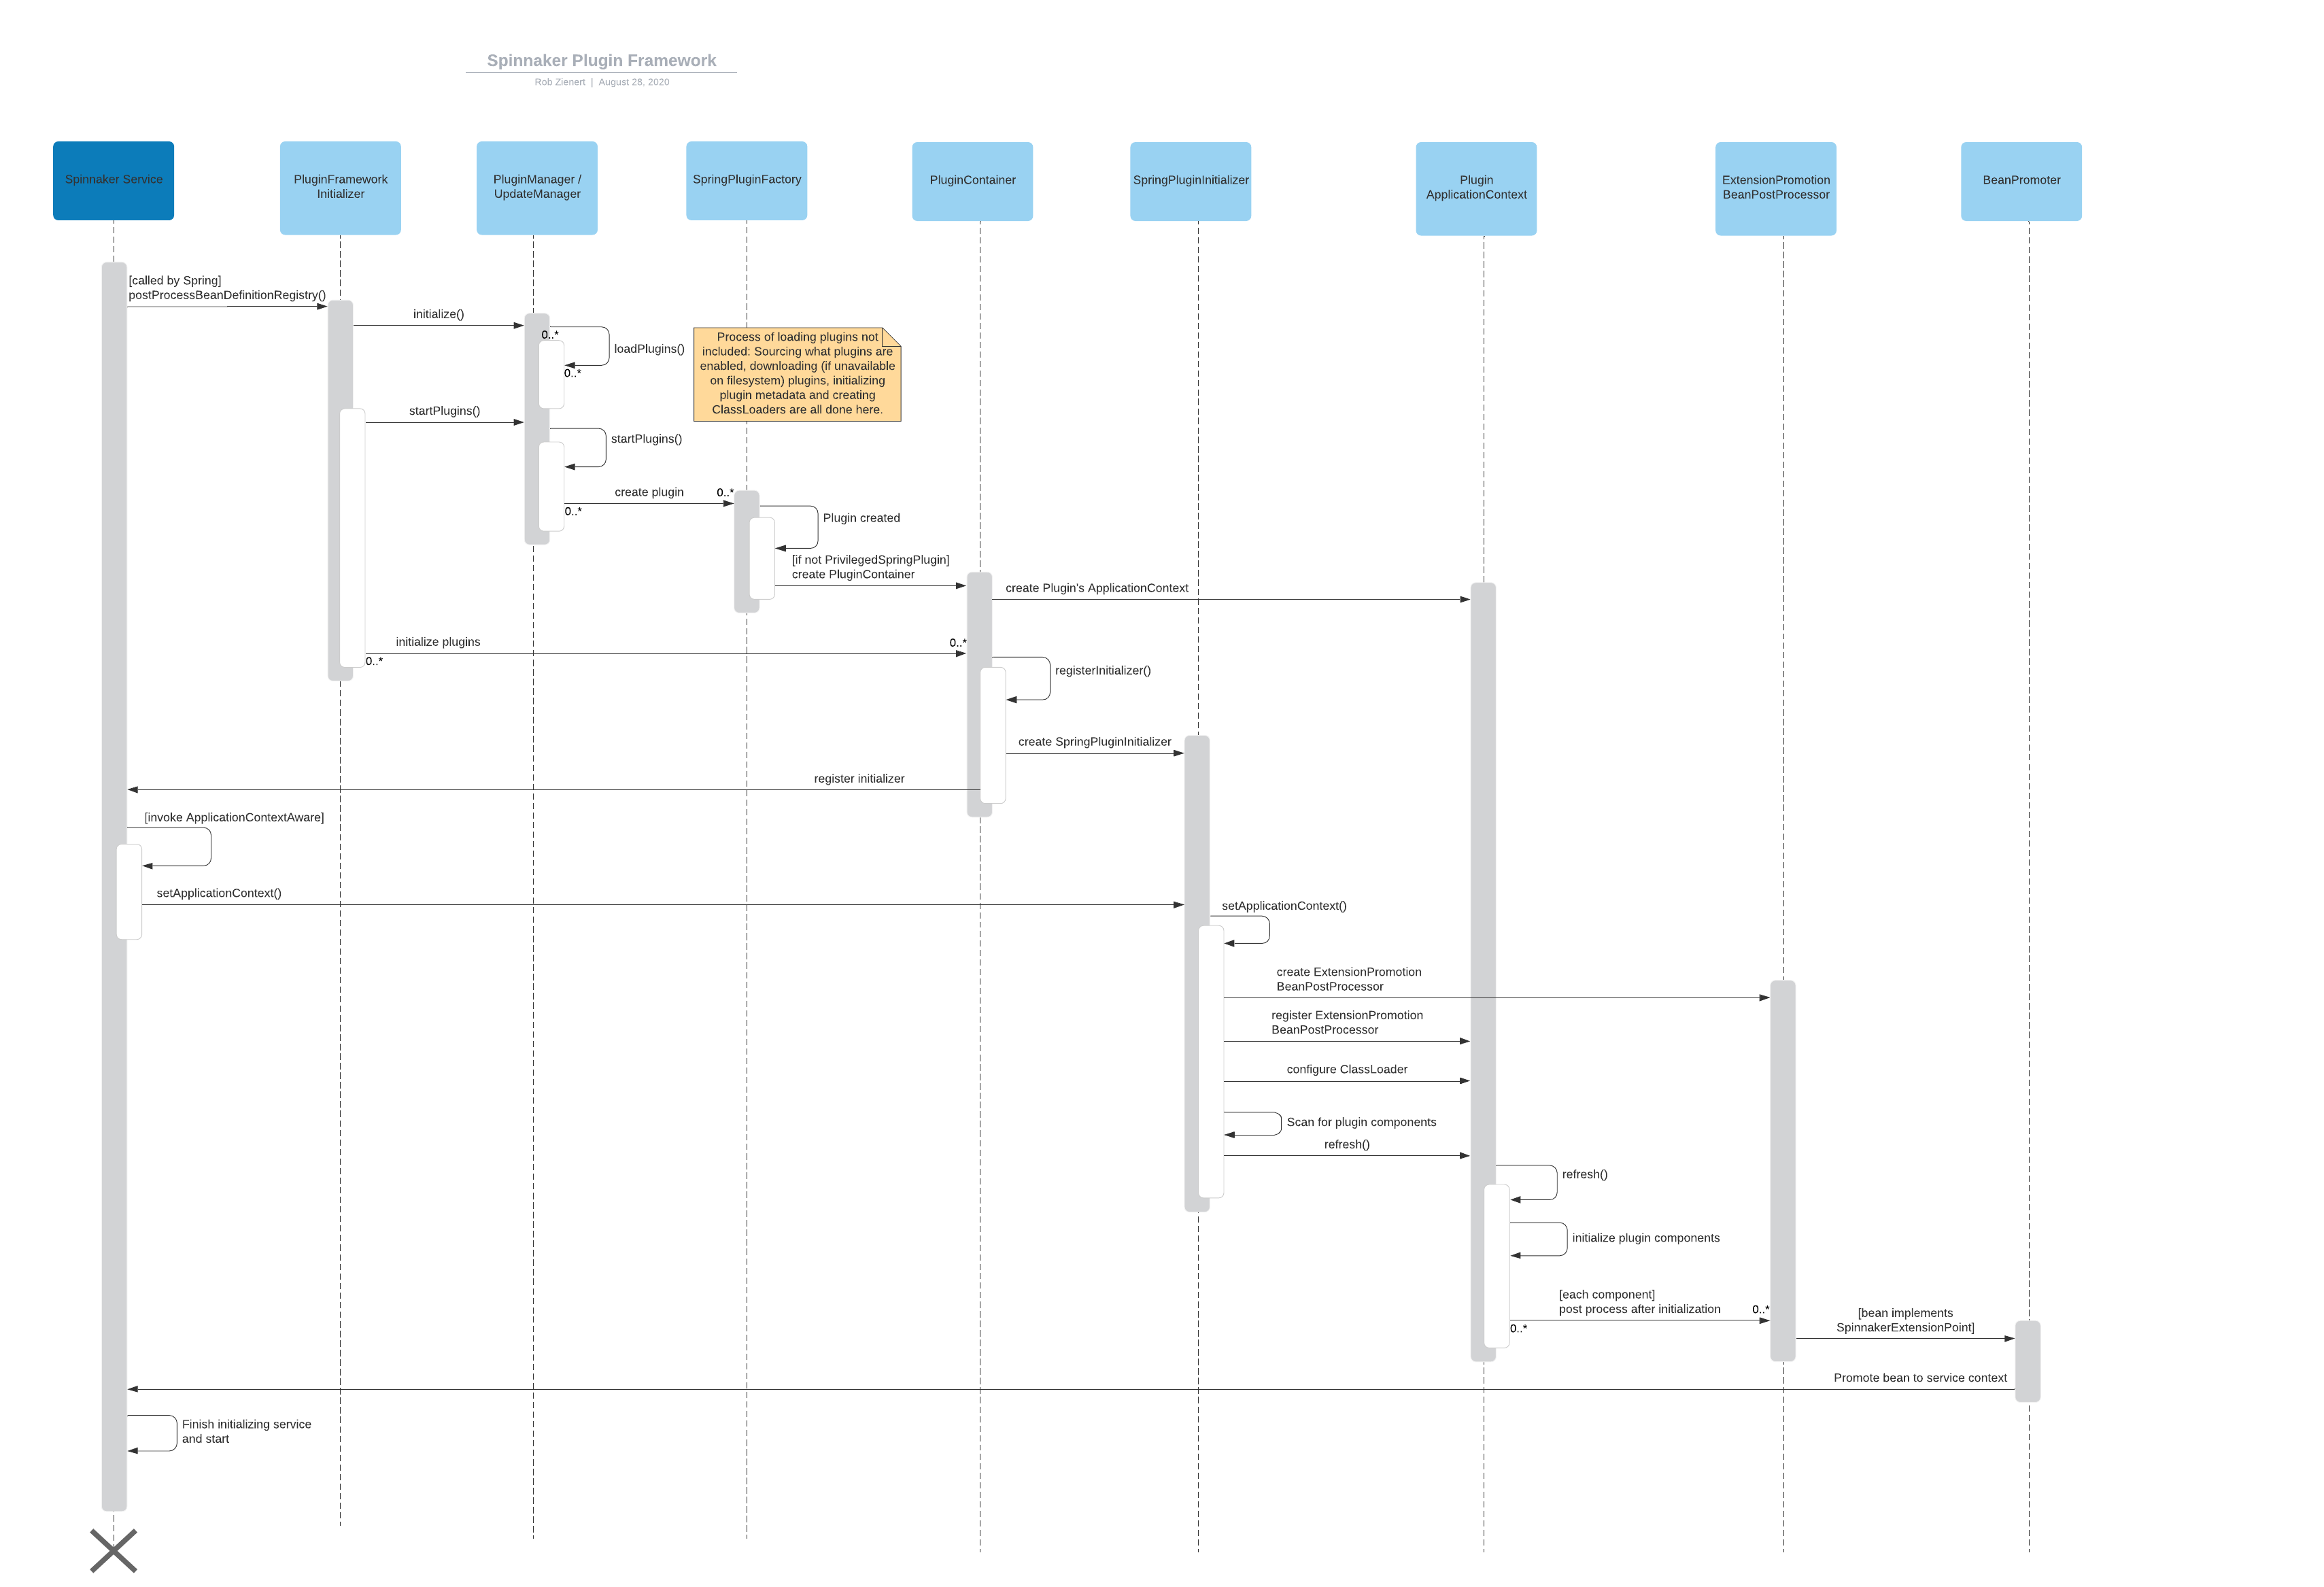 Spinnaker Plugin Framework
Rob Zienert | August 28, 2020
Spinnaker Service
PluginFramework
Initializer
PluginManager /
UpdateManager
SpringPluginFactory
PluginContainer
SpringPluginInitializer
Plugin
ApplicationContext
ExtensionPromotion
BeanPostProcessor
BeanPromoter
[called by Spring]
postProcessBeanDefinitionRegistry()
initialize()
0..*
loadPlugins()
0..*
Process of loading plugins not
included: Sourcing what plugins are
enabled, downloading (if unavailable
on filesystem) plugins, initializing
plugin metadata and creating
ClassLoaders are all done here.
startPlugins()
startPlugins()
create plugin
0..*
0..*
Plugin created
[if not PrivilegedSpringPlugin]
create PluginContainer
create Plugin's ApplicationContext
initialize plugins
0..*
0..*
registerInitializer()
create SpringPluginInitializer
register initializer
[invoke ApplicationContextAware]
setApplicationContext()
setApplicationContext()
create ExtensionPromotion
BeanPostProcessor
register ExtensionPromotion
BeanPostProcessor
configure ClassLoader
Scan for plugin components
refresh()
refresh()
initialize plugin components
[each component]
post process after initialization
0..*
0..*
[bean implements
SpinnakerExtensionPoint]
Promote bean to service context
Finish initializing service
and start